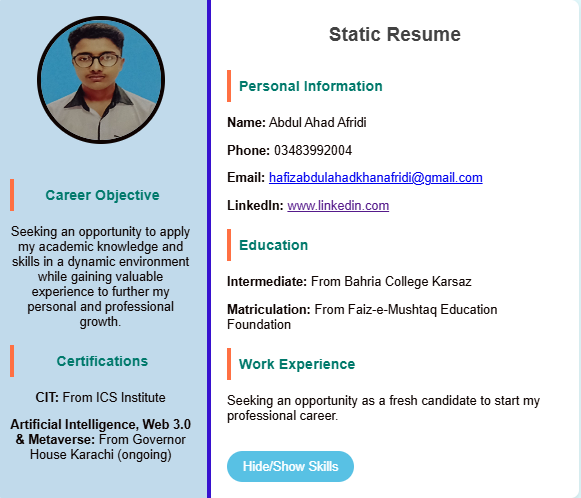 Career Objective
Seeking an opportunity to apply
my academic knowledge and
skills in a dynamic environment
while gaining valuable
experience to further my
personal and professional
growth.
Certifications
CIT: From ICS Institute
Artificial Intelligence, Web 3.0
& Metaverse: From Governor
House Karachi (ongoing)
Static Resume
Personal Information
Name: Abdul Ahad Afridi
Phone: 03483992004
Email: hafizabdulahadkhanafridi@gmail.com
LinkedIn: www.linkedin.com
Education
Intermediate: From Bahria College Karsaz
Matriculation: From Faiz-e-Mushtaq Education
Foundation
Work Experience
Seeking an opportunity as a fresh candidate to start my
professional career.
Hide/Show Skills